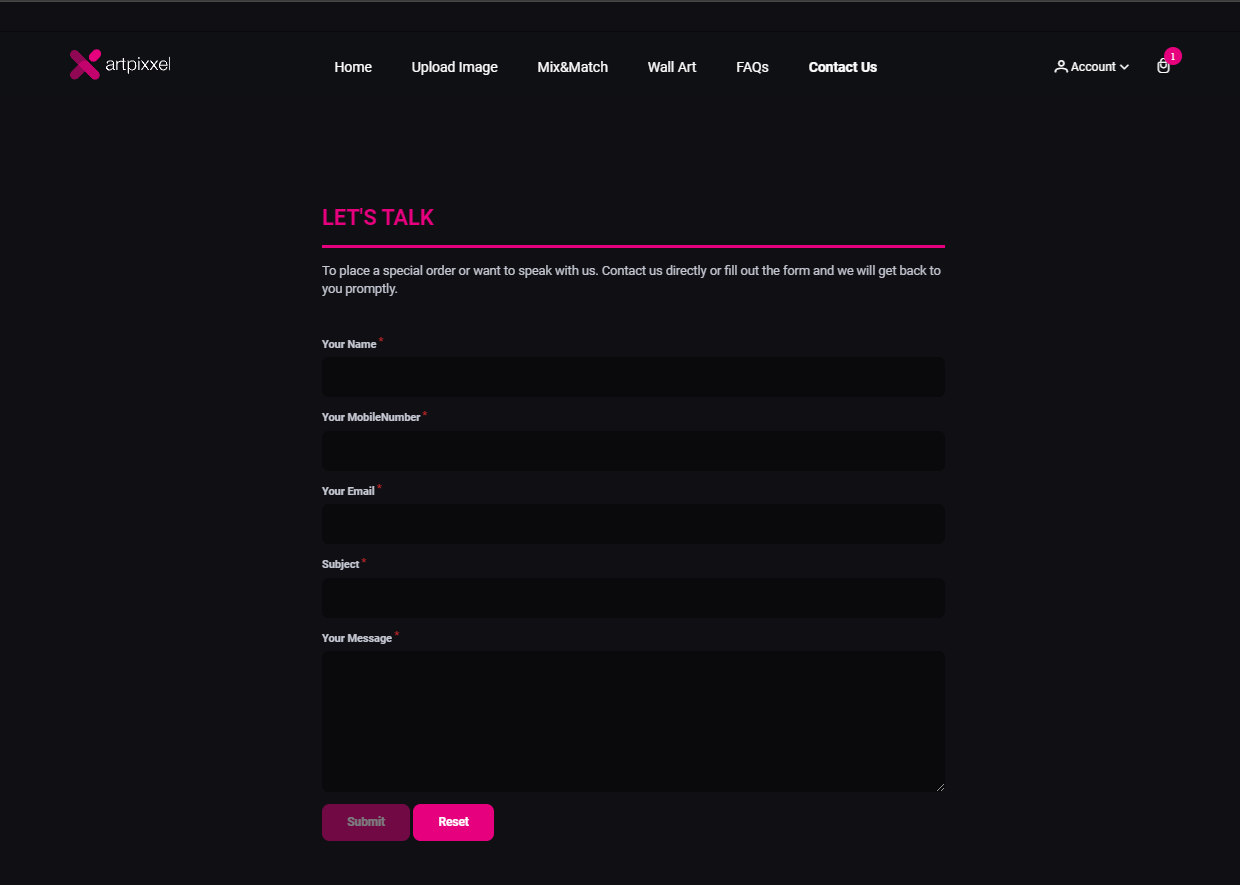 artpixxel
Home Upload Image Mix&Match Wall Art FAQs Contact Us
Account 1
LET'S TALK
To place a special order or want to speak with us. Contact us directly or fill out the form and we will get back to
you promptly.
Your Name *
Your MobileNumber *
Your Email *
Subject *
Your Message *
Submit Reset